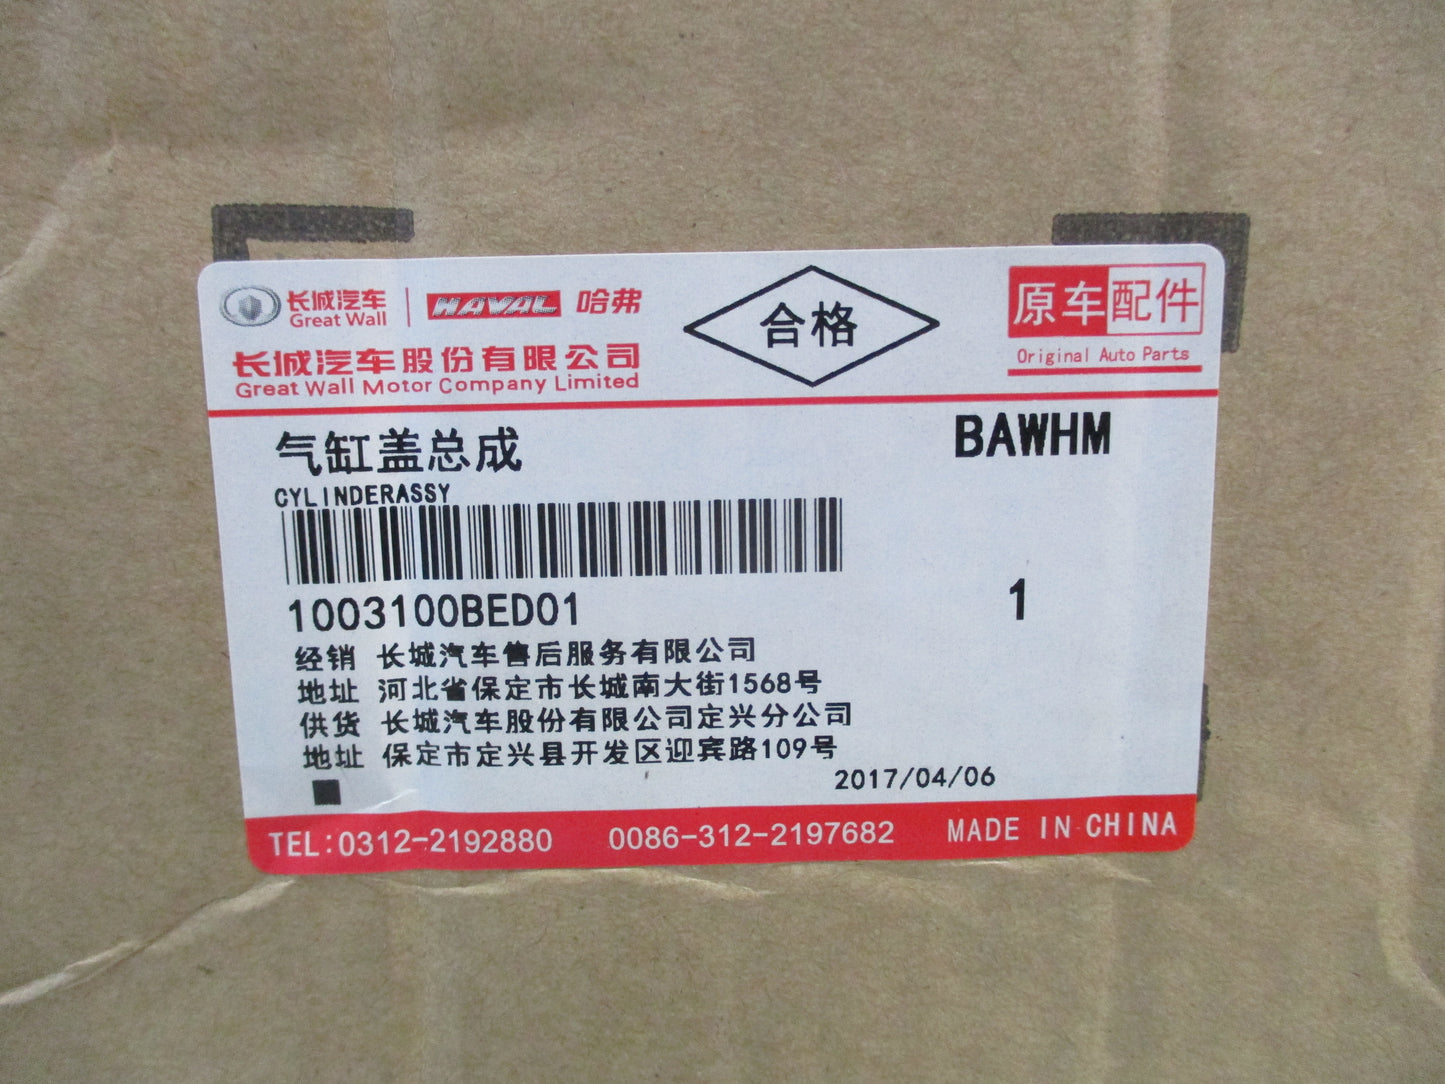 长城汽车 HAVAL 哈弗
Great Wall
长城汽车股份有限公司
Great Wall Motor Company Limited
合格
原车配件
Original Auto Parts
气缸盖总成
BAWHM
CYLINDERASSY
1003100BED01
1
经销 长城汽车售后服务有限公司
地址 河北省保定市长城南大街1568号
供货 长城汽车股份有限公司定兴分公司
地址 保定市定兴县开发区迎宾路109号
2017/04/06
TEL:0312-2192880 0086-312-2197682 MADE IN CHINA